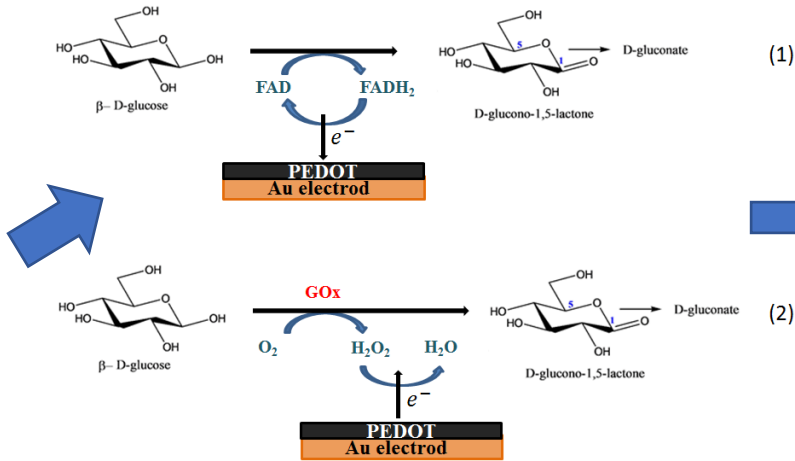 OH
HO
O
HO
OH
OH
β– D-glucose
FAD
FADH₂
e⁻
PEDOT
Au electrod
OH
HO
5
O
HO
1
O
OH
D-glucono-1,5-lactone
D-gluconate
(1)
OH
HO
O
HO
OH
OH
β– D-glucose
GOx
O₂
H₂O₂
H₂O
e⁻
PEDOT
Au electrod
OH
HO
5
O
HO
1
O
OH
D-glucono-1,5-lactone
D-gluconate
(2)